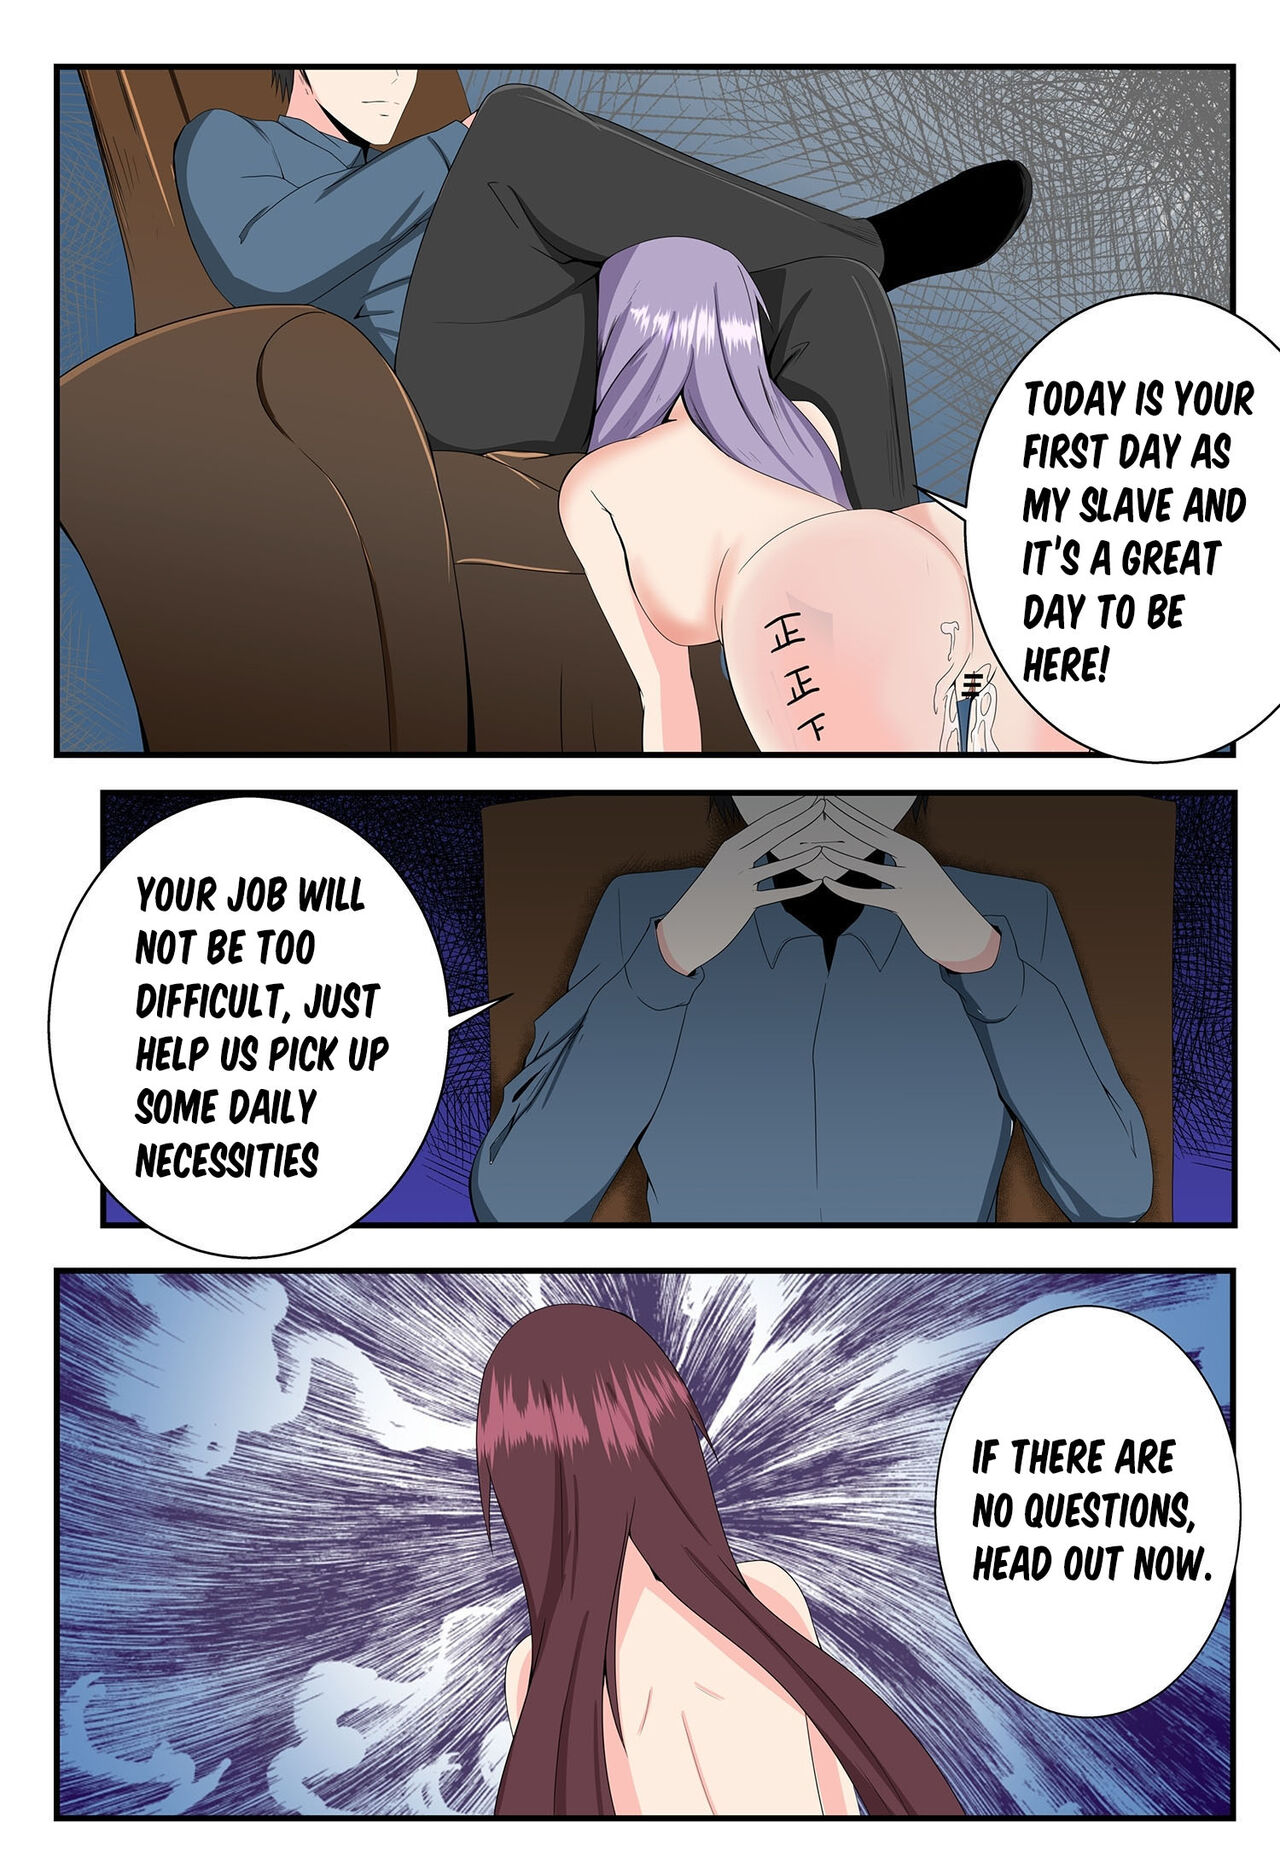 TODAY IS YOUR
FIRST DAY AS
MY SLAVE AND
IT'S A GREAT
DAY TO BE
HERE!
正
正
下
YOUR JOB WILL
NOT BE TOO
DIFFICULT, JUST
HELP US PICK UP
SOME DAILY
NECESSITIES
IF THERE ARE
NO QUESTIONS,
HEAD OUT NOW.